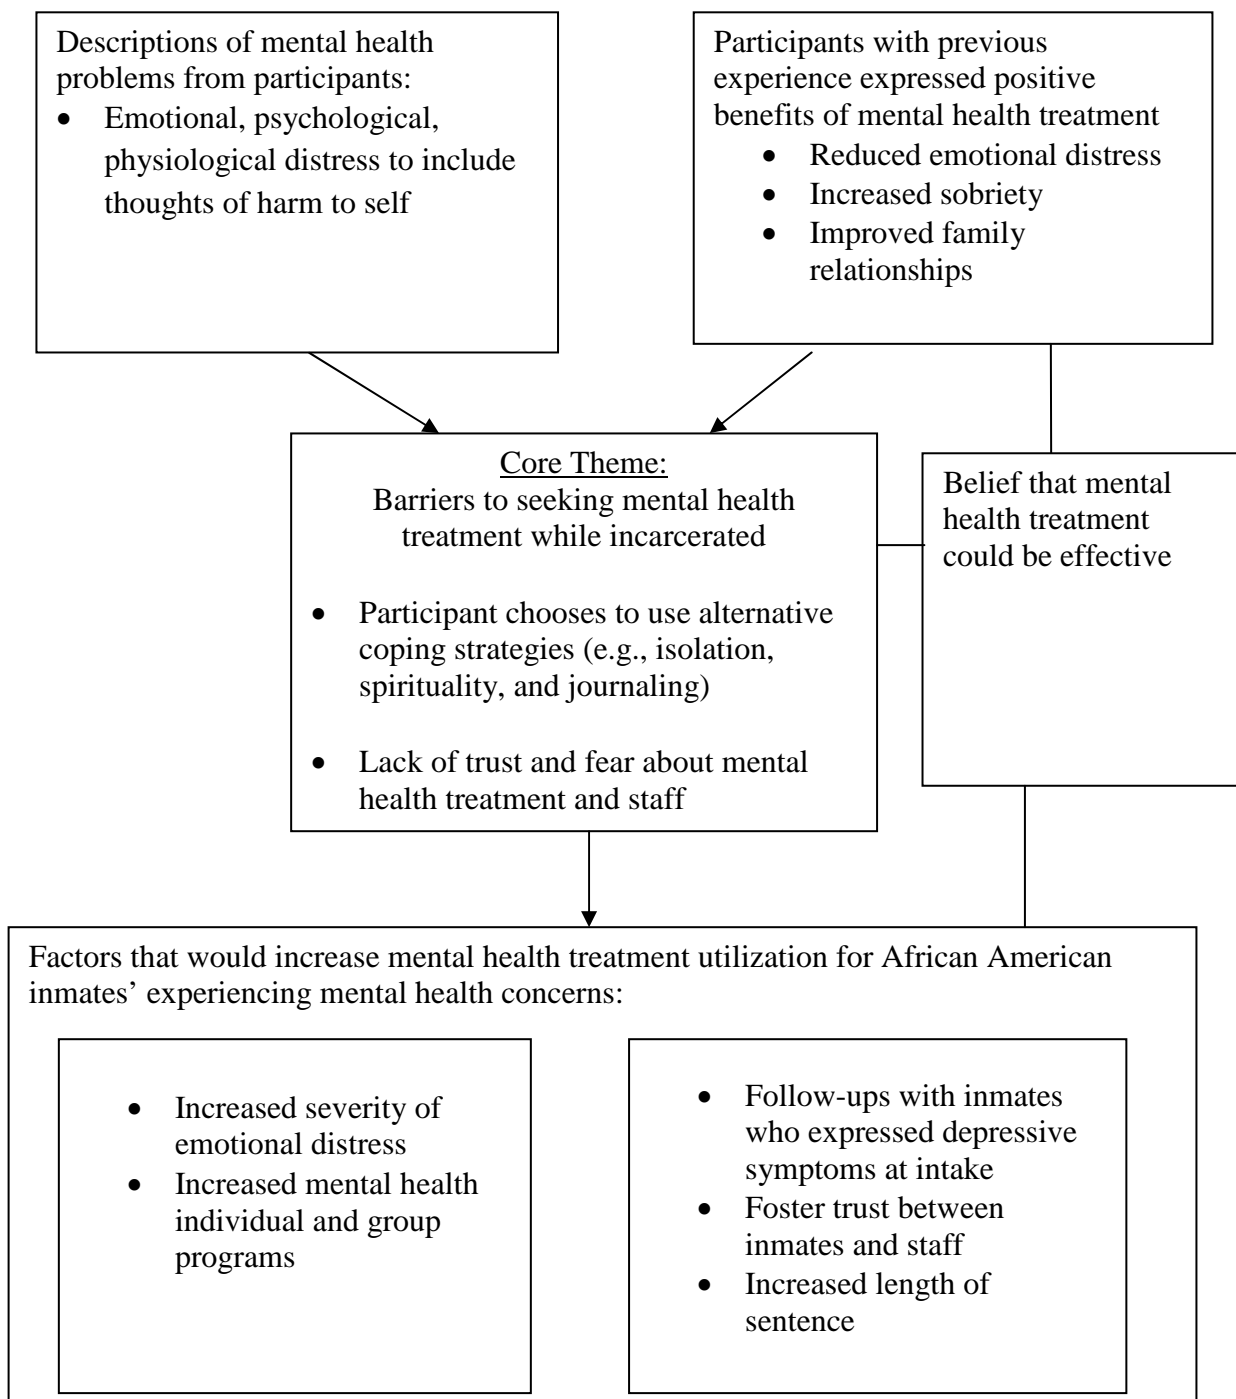 Descriptions of mental health
problems from participants:
• Emotional, psychological,
physiological distress to include
thoughts of harm to self
Participants with previous
experience expressed positive
benefits of mental health treatment
• Reduced emotional distress
• Increased sobriety
• Improved family
relationships
Core Theme:
Barriers to seeking mental health
treatment while incarcerated
• Participant chooses to use alternative
coping strategies (e.g., isolation,
spirituality, and journaling)
• Lack of trust and fear about mental
health treatment and staff
Belief that mental
health treatment
could be effective
Factors that would increase mental health treatment utilization for African American
inmates’ experiencing mental health concerns:
• Increased severity of
emotional distress
• Increased mental health
individual and group
programs
• Follow-ups with inmates
who expressed depressive
symptoms at intake
• Foster trust between
inmates and staff
• Increased length of
sentence